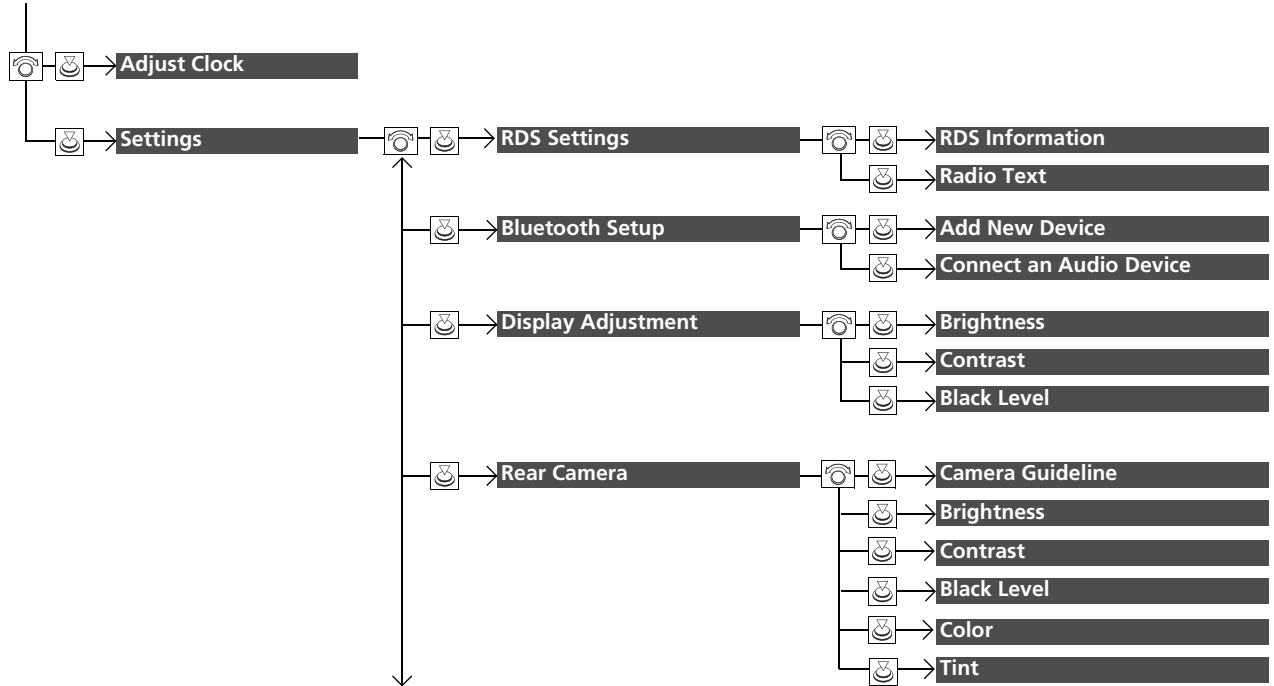 Adjust Clock
Settings
RDS Settings
RDS Information
Radio Text
Bluetooth Setup
Add New Device
Connect an Audio Device
Display Adjustment
Brightness
Contrast
Black Level
Rear Camera
Camera Guideline
Brightness
Contrast
Black Level
Color
Tint